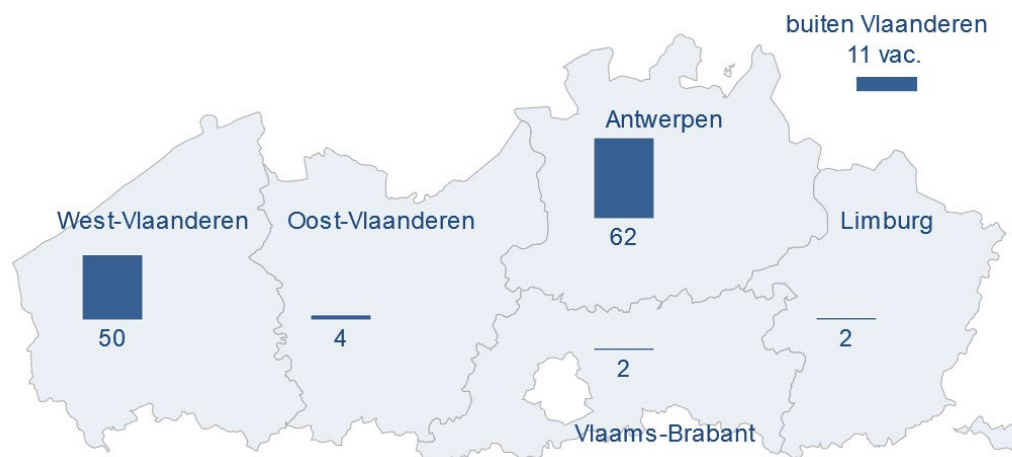 buiten Vlaanderen
11 vac.
Antwerpen
62
West-Vlaanderen
50
Oost-Vlaanderen
4
Limburg
2
2
Vlaams-Brabant